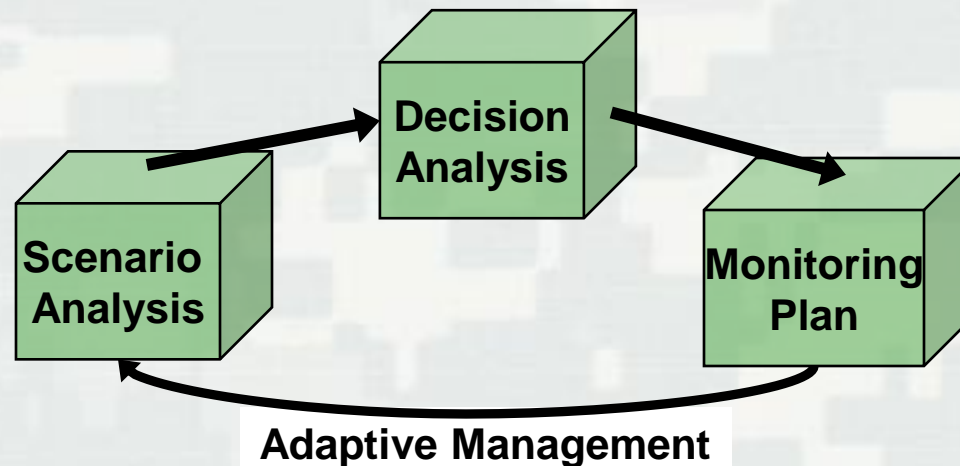 Decision
Analysis
Scenario
Analysis
Monitoring
Plan
Adaptive Management